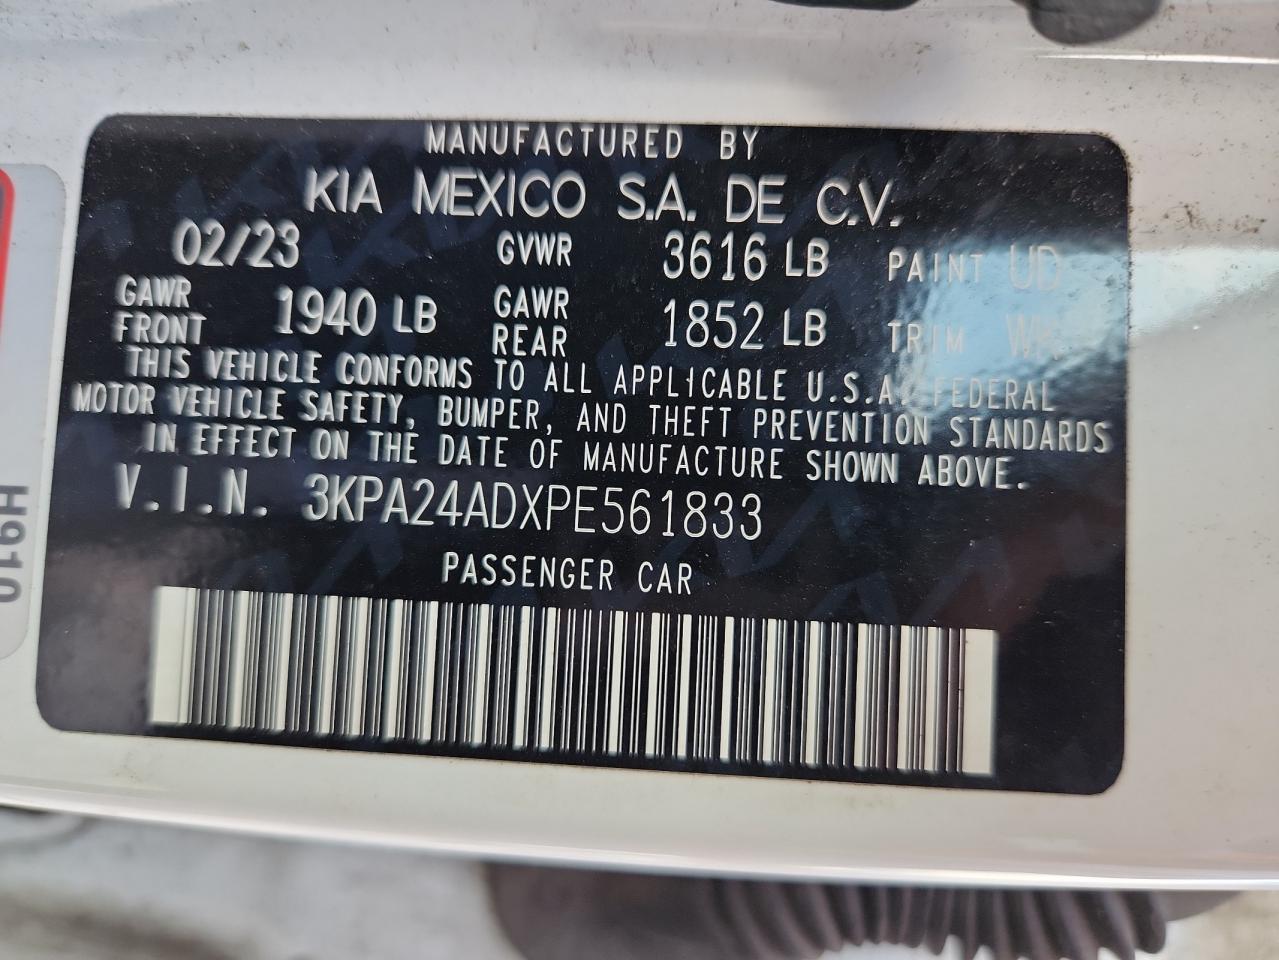 MANUFACTURED BY
KIA MEXICO S.A. DE C.V.
02/23 GVWR 3616 LB PAINT UD
GAWR FRONT 1940 LB GAWR REAR 1852 LB TRIM WK
THIS VEHICLE CONFORMS TO ALL APPLICABLE U.S.A. FEDERAL
MOTOR VEHICLE SAFETY, BUMPER, AND THEFT PREVENTION STANDARDS
IN EFFECT ON THE DATE OF MANUFACTURE SHOWN ABOVE.
V.I.N. 3KPA24ADXPE561833
PASSENGER CAR
H910